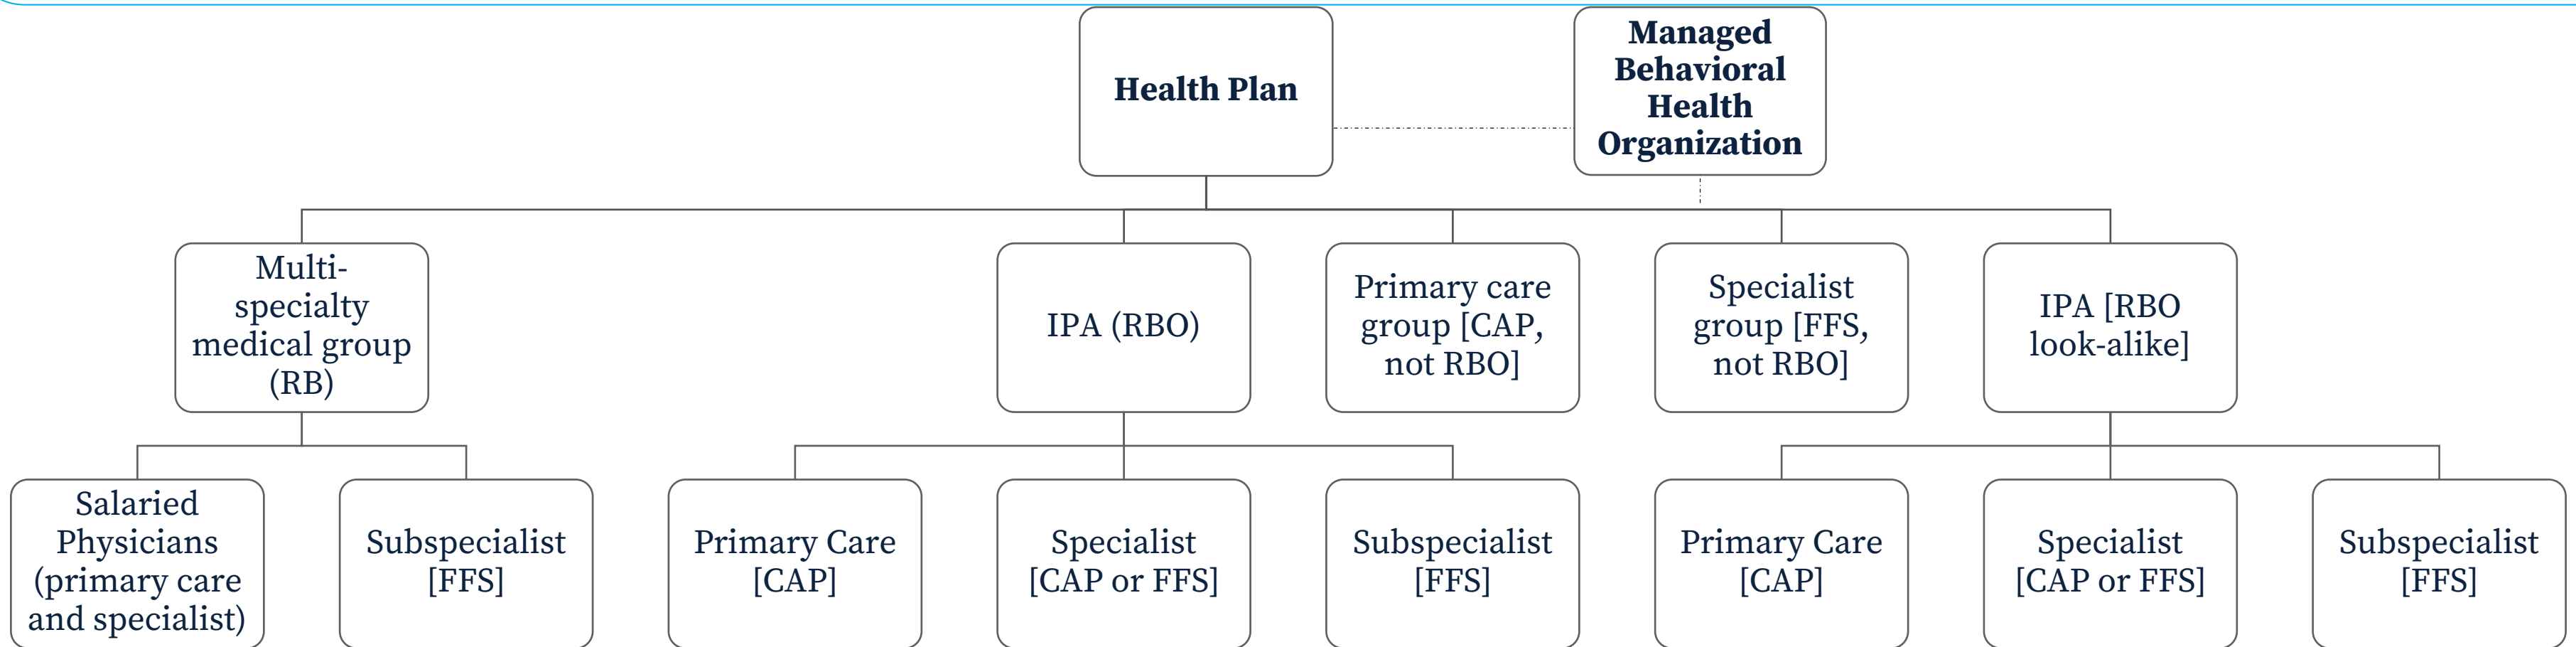 Health Plan
Managed
Behavioral
Health
Organization
Multi-
specialty
medical group
(RB)
IPA (RBO)
Primary care
group [CAP,
not RBO]
Specialist
group [FFS,
not RBO]
IPA [RBO
look-alike]
Salaried
Physicians
(primary care
and specialist)
Subspecialist
[FFS]
Primary Care
[CAP]
Specialist
[CAP or FFS]
Subspecialist
[FFS]
Primary Care
[CAP]
Specialist
[CAP or FFS]
Subspecialist
[FFS]